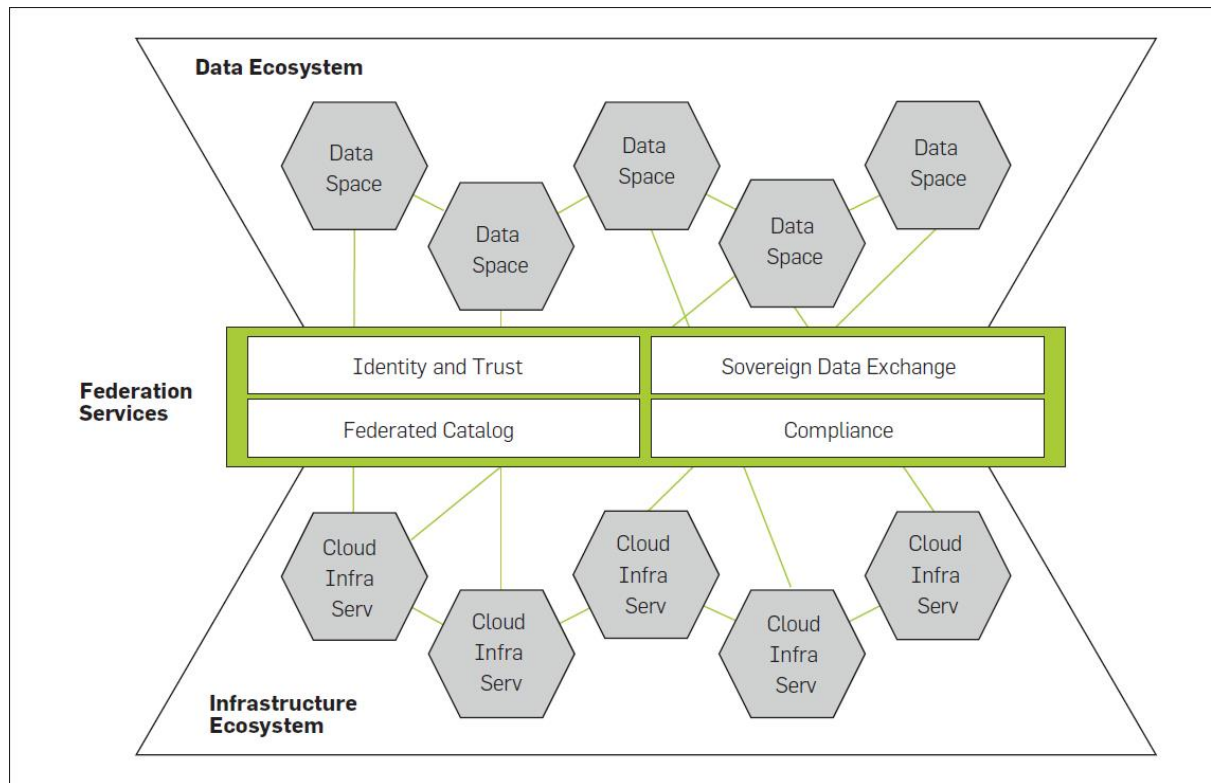 Data Ecosystem
Data
Space
Data
Space
Data
Space
Data
Space
Data
Space
Federation
Services
Identity and Trust
Sovereign Data Exchange
Federated Catalog
Compliance
Cloud
Infra
Serv
Cloud
Infra
Serv
Cloud
Infra
Serv
Cloud
Infra
Serv
Cloud
Infra
Serv
Infrastructure
Ecosystem